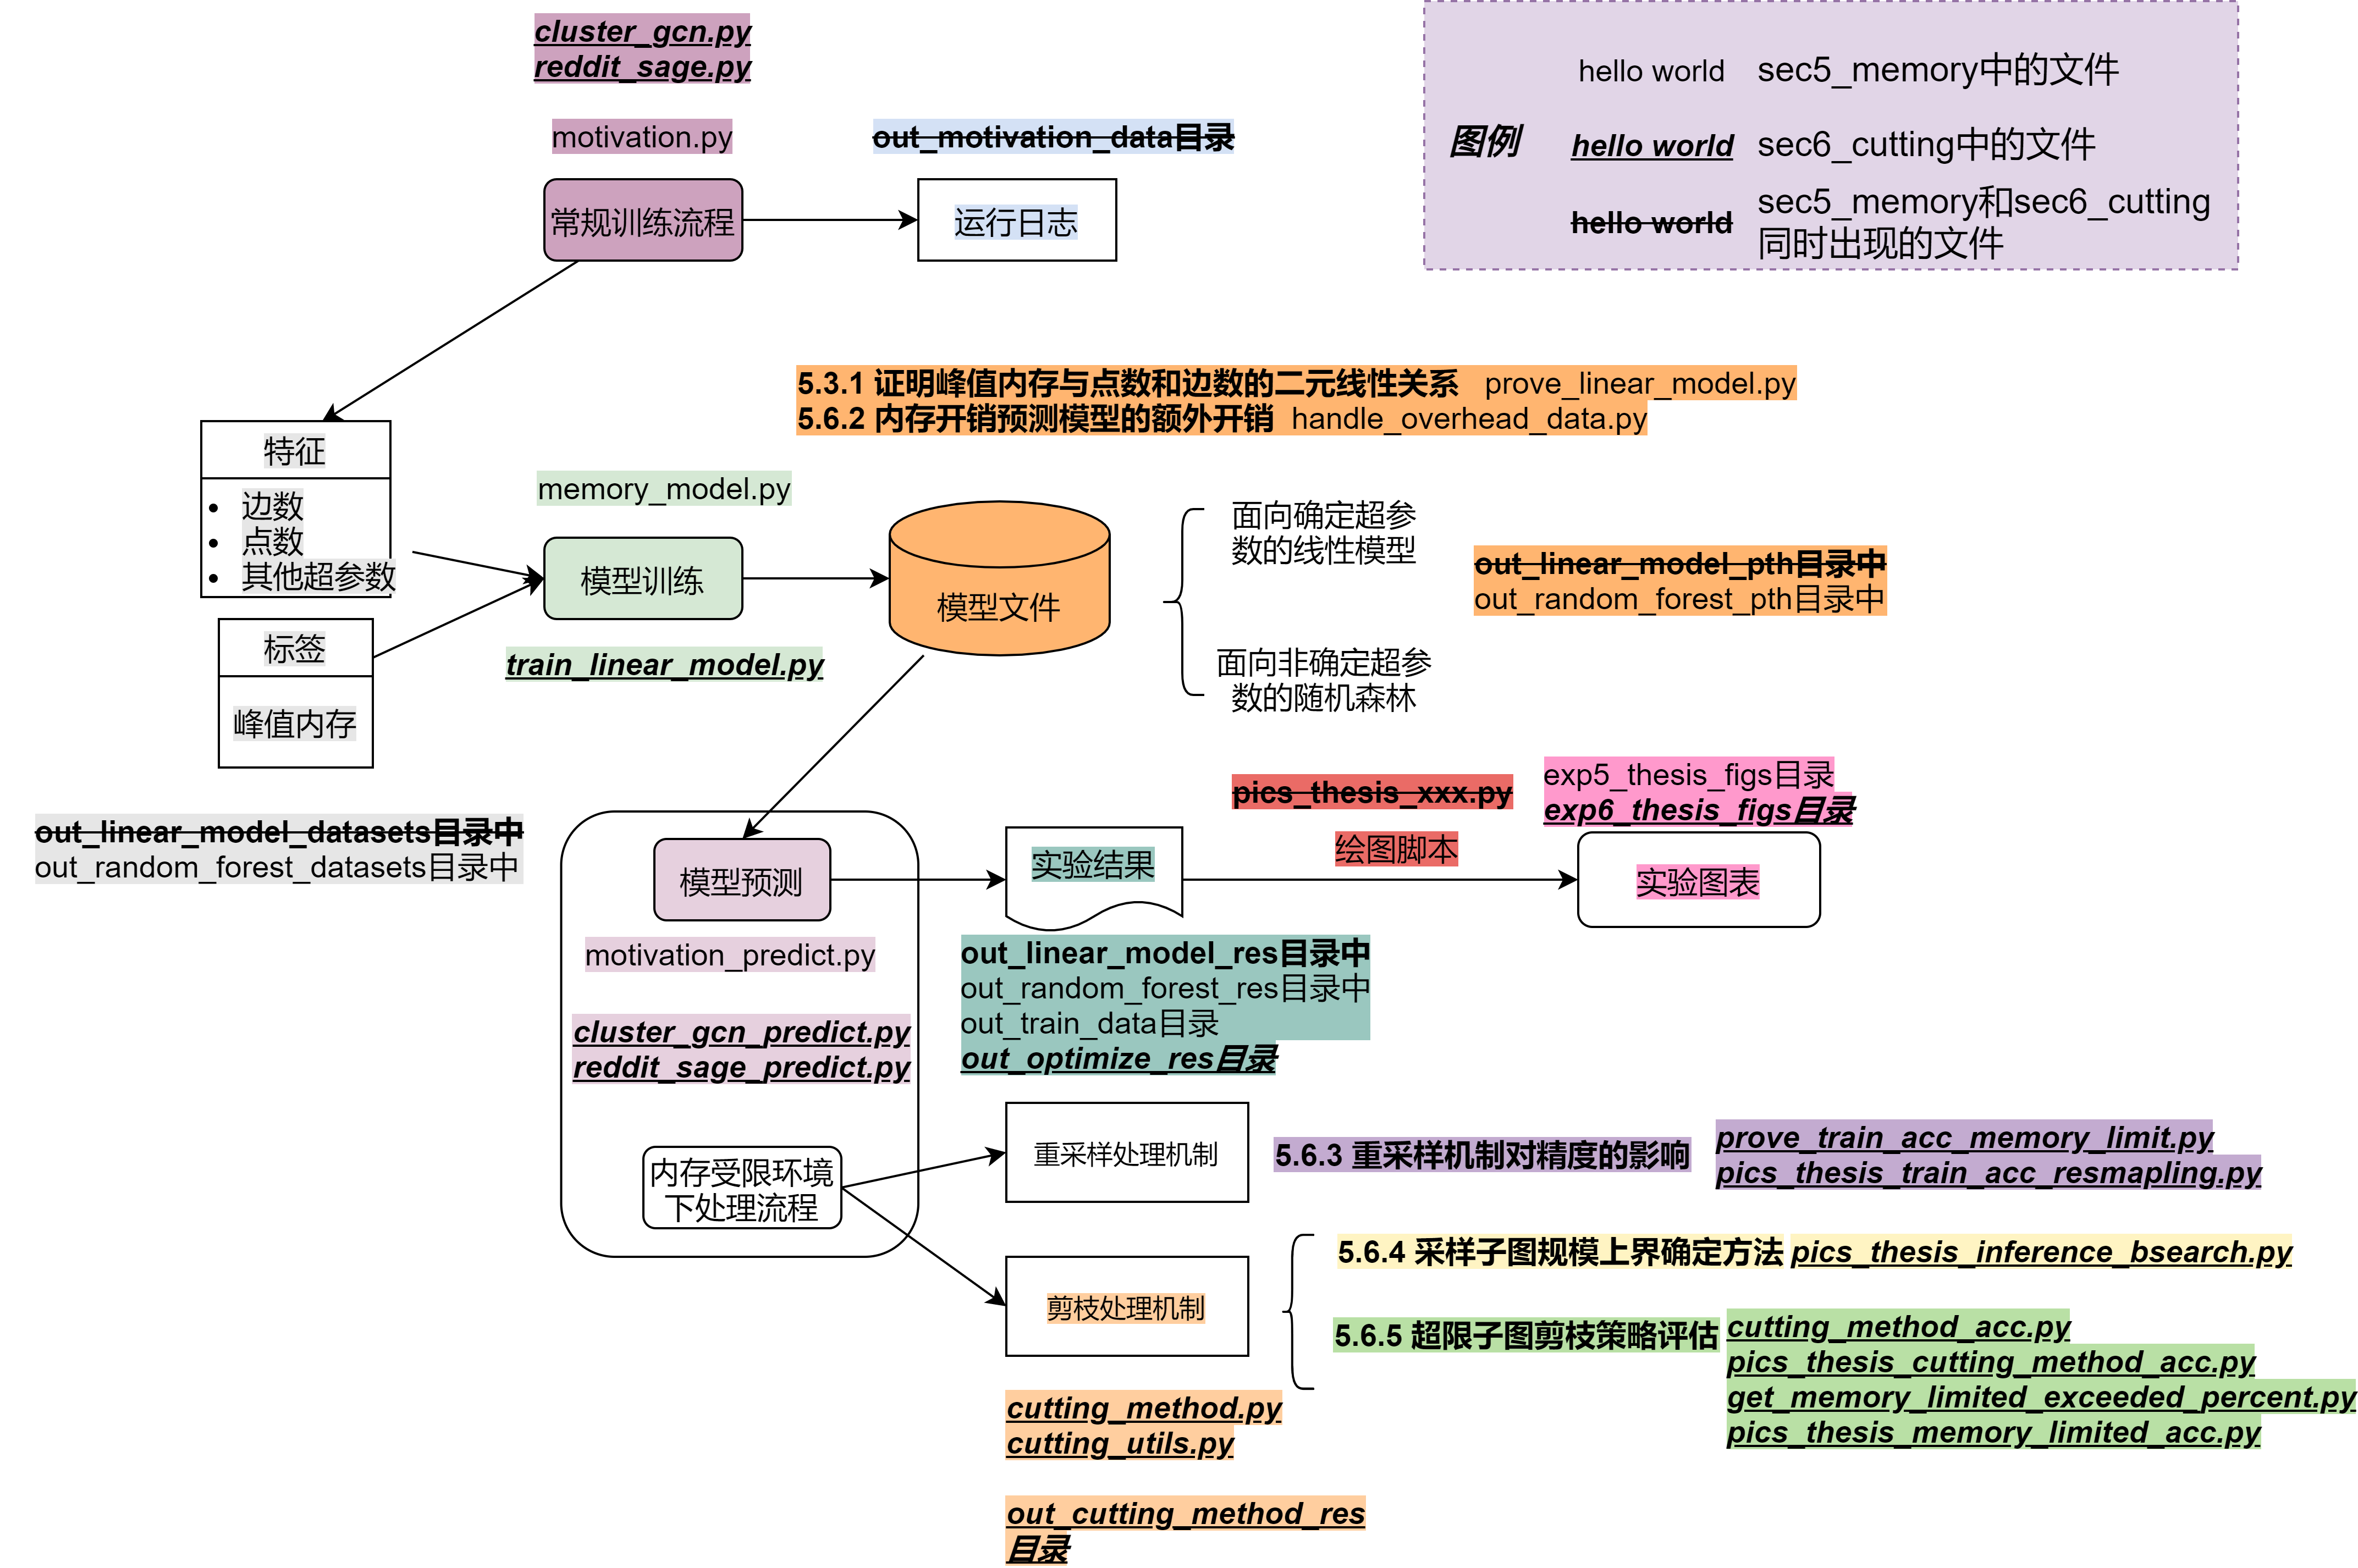 cluster_gcn.py
reddit_sage.py
motivation.py
常规训练流程
out_motivation_data目录
运行日志
图例
hello world
sec5_memory中的文件
hello world
sec6_cutting中的文件
hello world
sec5_memory和sec6_cutting
同时出现的文件
5.3.1 证明峰值内存与点数和边数的二元线性关系 prove_linear_model.py
5.6.2 内存开销预测模型的额外开销 handle_overhead_data.py
特征
• 边数
• 点数
• 其他超参数
标签
峰值内存
out_linear_model_datasets目录中
out_random_forest_datasets目录中
memory_model.py
模型训练
train_linear_model.py
模型文件
面向确定超参
数的线性模型
面向非确定超参
数的随机森林
out_linear_model_pth目录中
out_random_forest_pth目录中
模型预测
motivation_predict.py
cluster_gcn_predict.py
reddit_sage_predict.py
内存受限环境
下处理流程
实验结果
out_linear_model_res目录中
out_random_forest_res目录中
out_train_data目录
out_optimize_res目录
pics_thesis_xxx.py
绘图脚本
exp5_thesis_figs目录
exp6_thesis_figs目录
实验图表
重采样处理机制
5.6.3 重采样机制对精度的影响
prove_train_acc_memory_limit.py
pics_thesis_train_acc_resmapling.py
剪枝处理机制
5.6.4 采样子图规模上界确定方法
pics_thesis_inference_bsearch.py
5.6.5 超限子图剪枝策略评估
cutting_method_acc.py
pics_thesis_cutting_method_acc.py
get_memory_limited_exceeded_percent.py
pics_thesis_memory_limited_acc.py
cutting_method.py
cutting_utils.py
out_cutting_method_res
目录